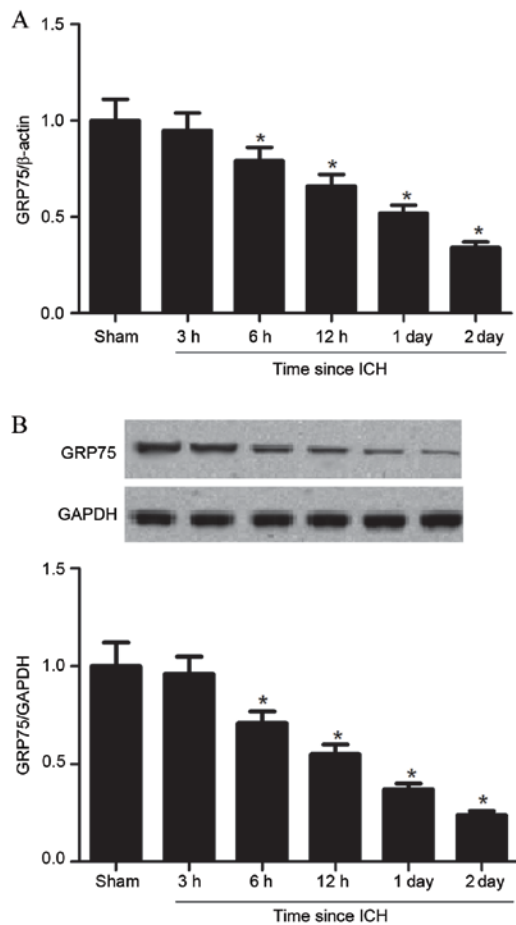 A
GRP75/β-actin
1.5
1.0
0.5
0.0
*
*
*
*
Sham 3 h 6 h 12 h 1 day 2 day
Time since ICH
B
GRP75
GAPDH
GRP75/GAPDH
1.5
1.0
0.5
0.0
*
*
*
*
Sham 3 h 6 h 12 h 1 day 2 day
Time since ICH